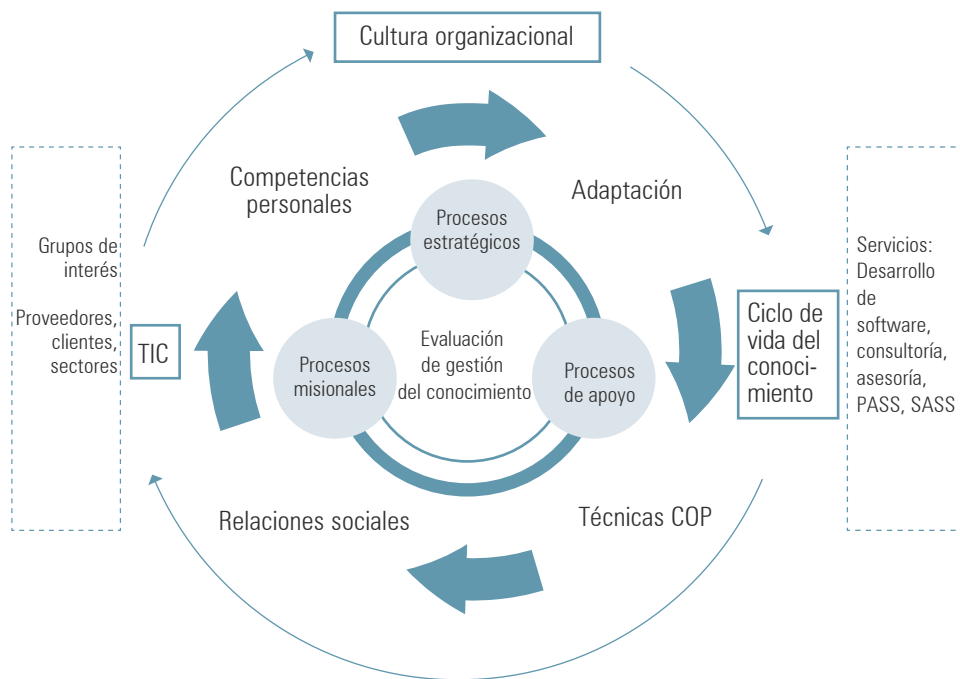 Cultura organizacional
Competencias
personales
Adaptación
Procesos
estratégicos
Grupos de
interés
Proveedores,
clientes,
sectores
TIC
Procesos
misionales
Evaluación
de gestión
del conocimiento
Procesos
de apoyo
Ciclo de
vida del
conoci-
miento
Servicios:
Desarrollo
de
software,
consultoría,
asesoría,
PASS, SASS
Relaciones sociales
Técnicas COP